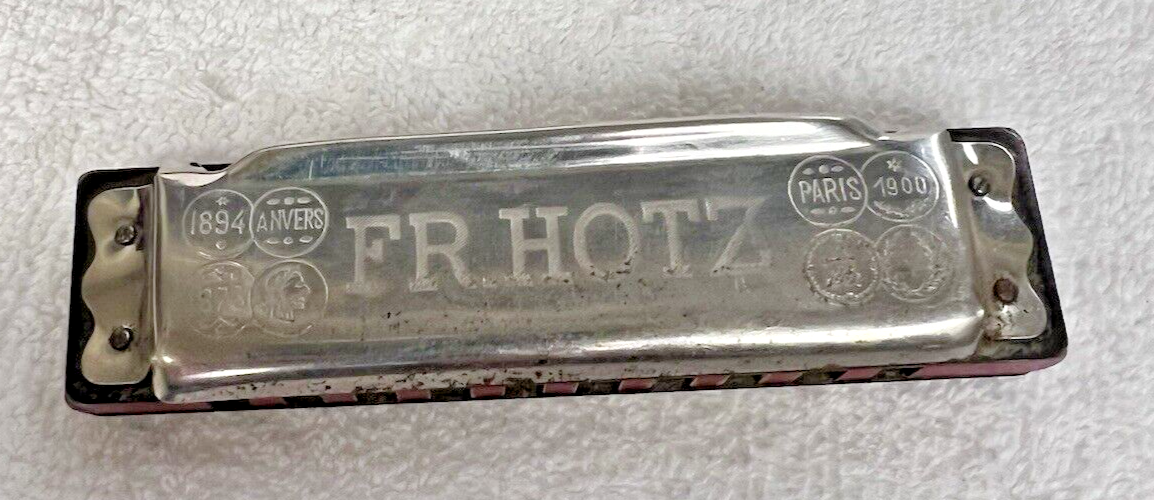 1894 ANVERS
FR. HOTZ
PARIS 1900